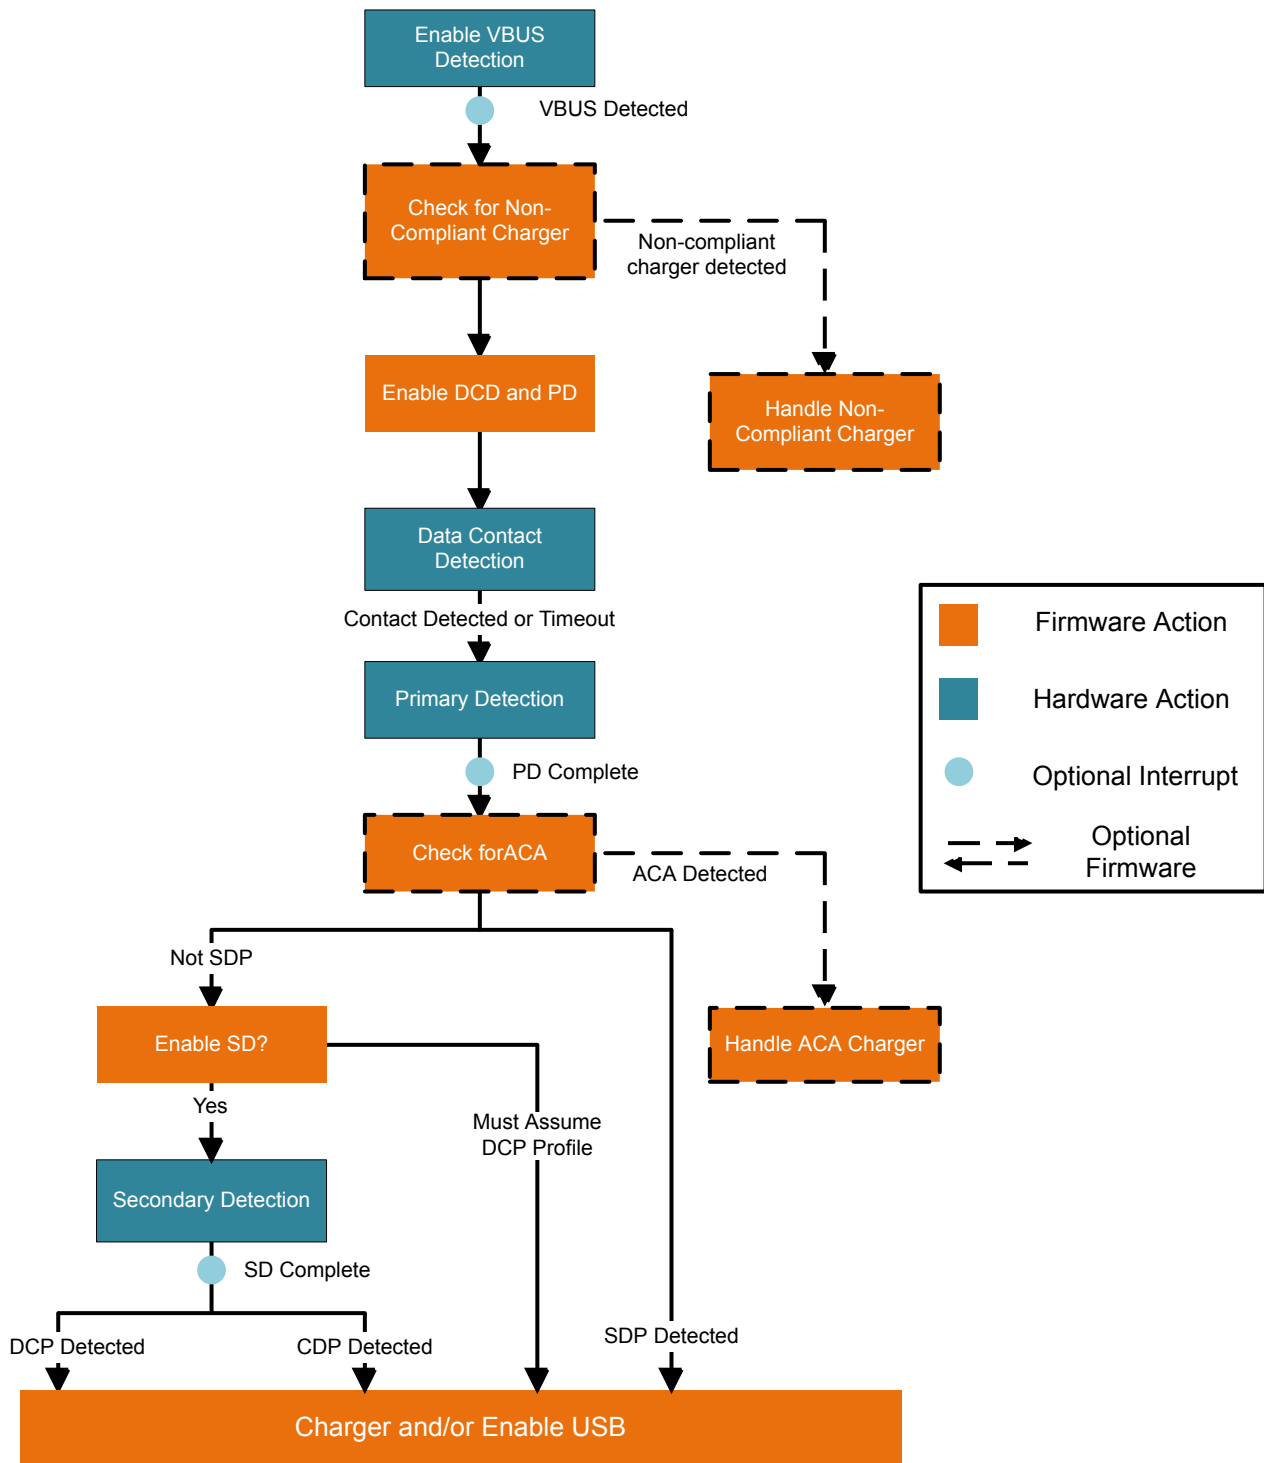 Enable VBUS
Detection
VBUS Detected
Check for Non-
Compliant Charger
Non-compliant
charger detected
Enable DCD and PD
Handle Non-
Compliant Charger
Data Contact
Detection
Contact Detected or Timeout
Primary Detection
PD Complete
Check forACA
ACA Detected
Not SDP
Enable SD?
Handle ACA Charger
Yes
Must Assume
DCP Profile
Secondary Detection
SD Complete
DCP Detected
CDP Detected
SDP Detected
Charger and/or Enable USB
Firmware Action
Hardware Action
Optional Interrupt
Optional
Firmware